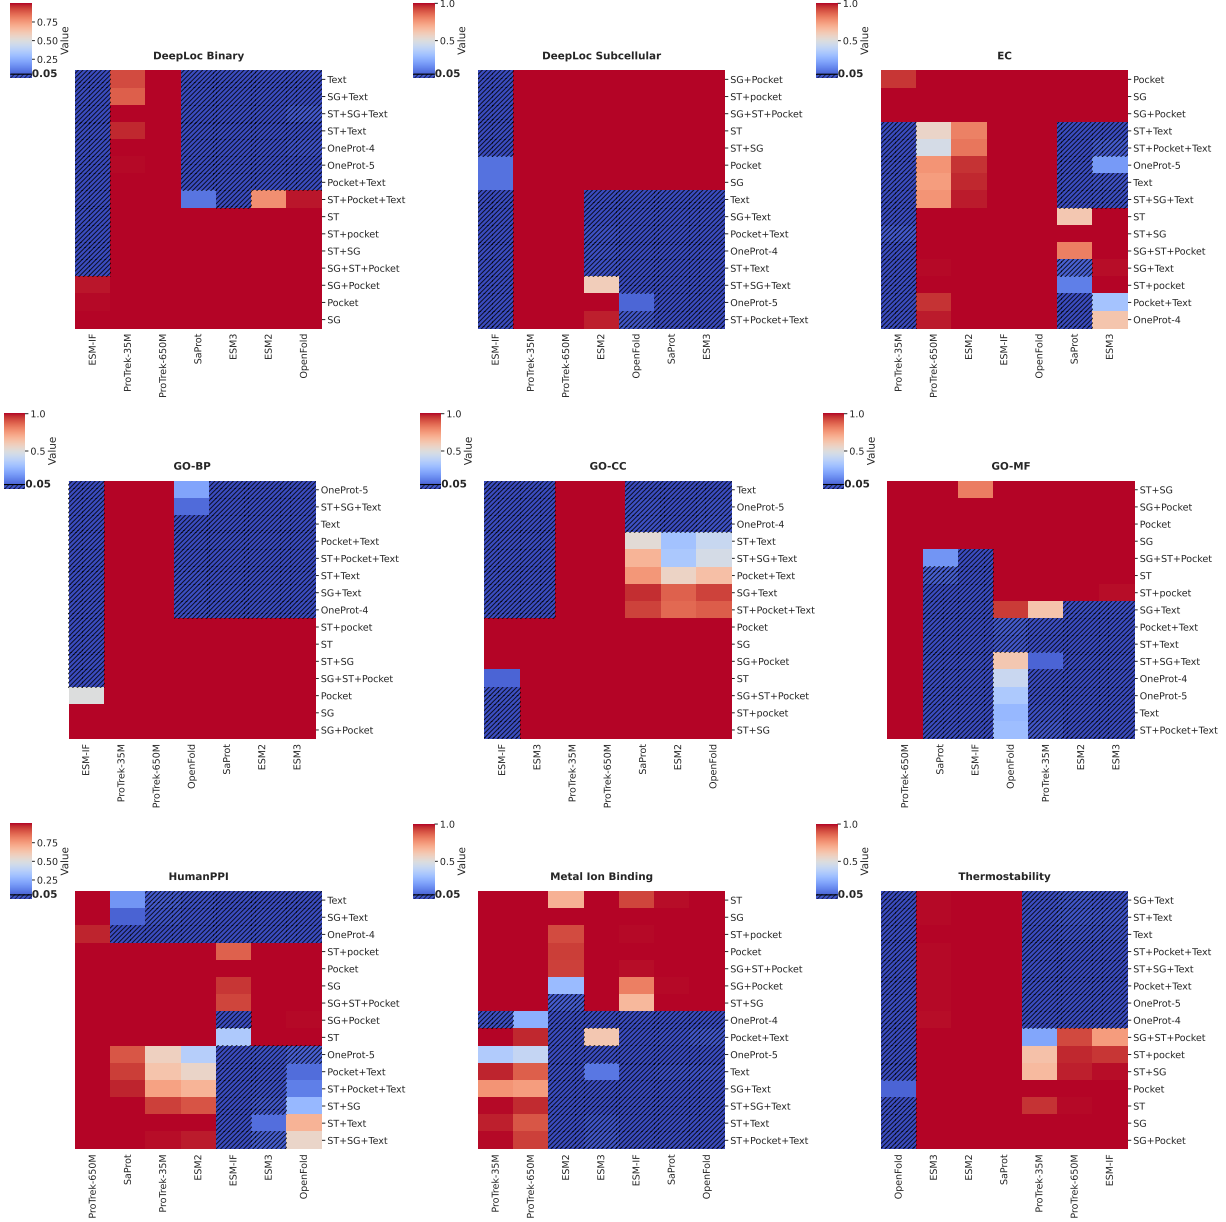 DeepLoc Binary
0.75
0.50
0.25
0.05
Value
Text
SG+Text
ST+SG+Text
ST+Text
OneProt-4
OneProt-5
Pocket+Text
ST+Pocket+Text
ST
ST+pocket
ST+SG
SG+ST+Pocket
SG+Pocket
Pocket
SG
ESM-IF
ProTrek-35M
ProTrek-650M
SaProt
ESM3
ESM2
OpenFold
DeepLoc Subcellular
1.0
0.5
0.05
Value
SG+Pocket
ST+pocket
SG+ST+Pocket
ST
ST+SG
Pocket
SG
Text
SG+Text
Pocket+Text
OneProt-4
ST+Text
ST+SG+Text
OneProt-5
ST+Pocket+Text
ESM-IF
ProTrek-35M
ProTrek-650M
ESM2
OpenFold
SaProt
ESM3
EC
1.0
0.5
0.05
Value
Pocket
SG
SG+Pocket
ST+Text
ST+Pocket+Text
OneProt-5
Text
ST+SG+Text
ST
ST+SG
SG+ST+Pocket
SG+Text
ST+pocket
Pocket+Text
OneProt-4
ProTrek-35M
ProTrek-650M
ESM2
ESM-IF
OpenFold
SaProt
ESM3
GO-BP
1.0
0.5
0.05
Value
OneProt-5
ST+SG+Text
Text
Pocket+Text
ST+Pocket+Text
ST+Text
SG+Text
OneProt-4
ST+pocket
ST
ST+SG
SG+ST+Pocket
Pocket
SG
SG+Pocket
ESM-IF
ProTrek-35M
ProTrek-650M
OpenFold
SaProt
ESM2
ESM3
GO-CC
1.0
0.5
0.05
Value
Text
OneProt-5
OneProt-4
ST+Text
ST+SG+Text
Pocket+Text
SG+Text
ST+Pocket+Text
Pocket
SG
SG+Pocket
ST
SG+ST+Pocket
ST+pocket
ST+SG
ESM-IF
ESM3
ProTrek-35M
ProTrek-650M
SaProt
ESM2
OpenFold
GO-MF
1.0
0.5
0.05
Value
ST+SG
SG+Pocket
Pocket
SG
SG+ST+Pocket
ST
ST+pocket
SG+Text
Pocket+Text
ST+Text
ST+SG+Text
OneProt-4
OneProt-5
Text
ST+Pocket+Text
ProTrek-650M
SaProt
ESM-IF
OpenFold
ProTrek-35M
ESM2
ESM3
HumanPPI
0.75
0.50
0.25
0.05
Value
Text
SG+Text
OneProt-4
ST+pocket
Pocket
SG
SG+ST+Pocket
SG+Pocket
ST
OneProt-5
Pocket+Text
ST+Pocket+Text
ST+SG
ST+Text
ST+SG+Text
ProTrek-650M
SaProt
ProTrek-35M
ESM2
ESM-IF
ESM3
OpenFold
Metal Ion Binding
1.0
0.5
0.05
Value
ST
SG
ST+pocket
Pocket
SG+ST+Pocket
SG+Pocket
ST+SG
OneProt-4
Pocket+Text
OneProt-5
Text
SG+Text
ST+SG+Text
ST+Text
ST+Pocket+Text
ProTrek-35M
ProTrek-650M
ESM2
ESM3
ESM-IF
SaProt
OpenFold
Thermostability
1.0
0.5
0.05
Value
SG+Text
ST+Text
Text
ST+Pocket+Text
ST+SG+Text
Pocket+Text
OneProt-5
OneProt-4
SG+ST+Pocket
ST+pocket
ST+SG
Pocket
ST
SG
SG+Pocket
OpenFold
ESM3
ESM2
SaProt
ProTrek-35M
ProTrek-650M
ESM-IF